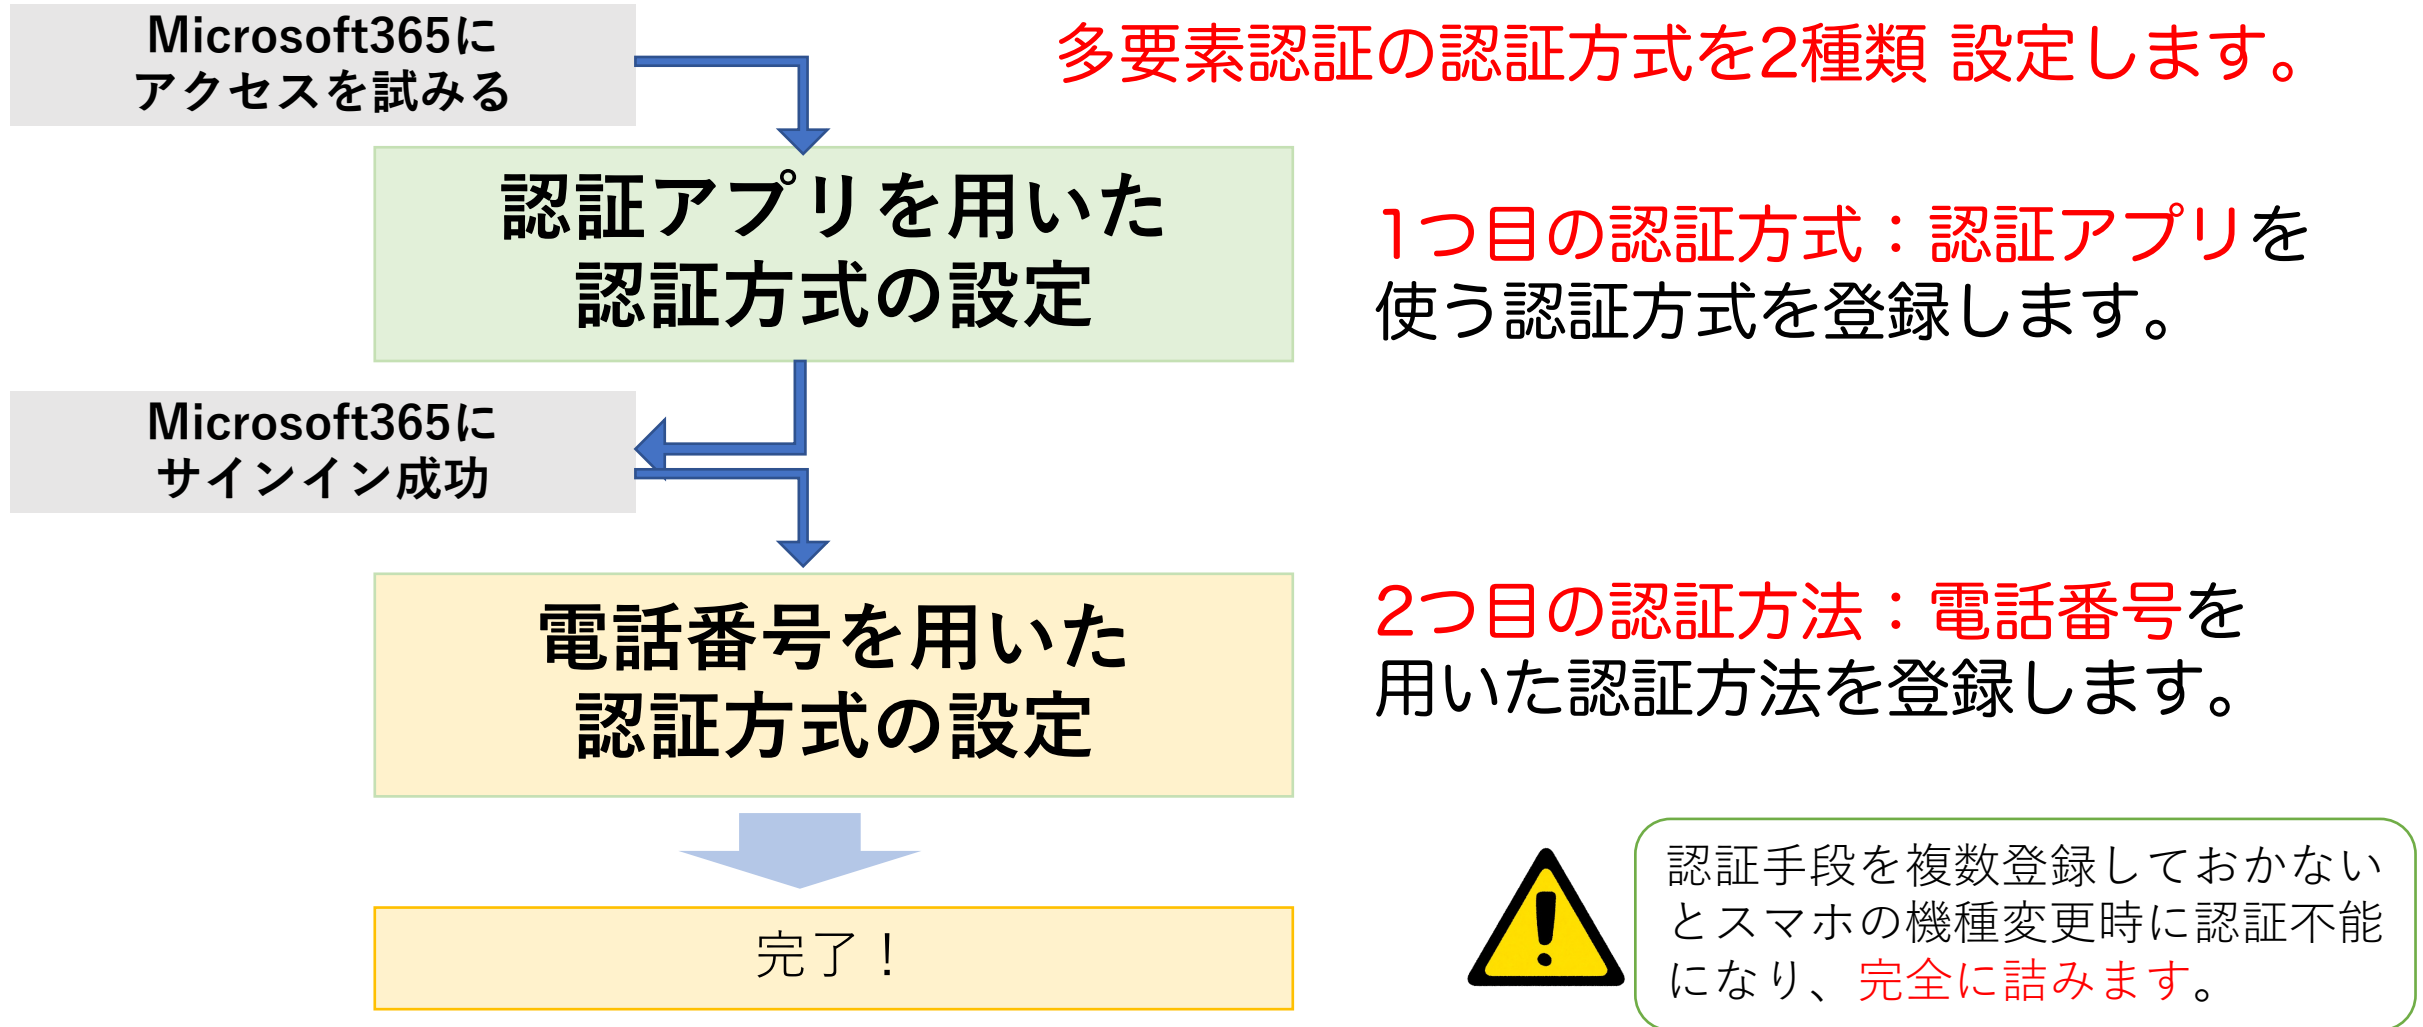 Microsoft365に
アクセスを試みる
多要素認証の認証方式を2種類 設定します。
認証アプリを用いた
認証方式の設定
1つ目の認証方式：認証アプリを
使う認証方式を登録します。
Microsoft365に
サインイン成功
電話番号を用いた
認証方式の設定
2つ目の認証方法：電話番号を
用いた認証方法を登録します。
完了！
認証手段を複数登録しておかない
とスマホの機種変更時に認証不能
になり、完全に詰みます。